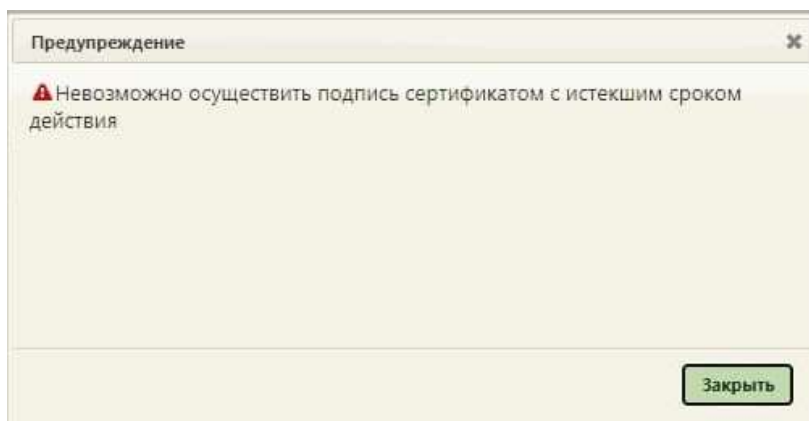 Предупреждение
Невозможно осуществить подпись сертификатом с истекшим сроком
действия
Закрыть